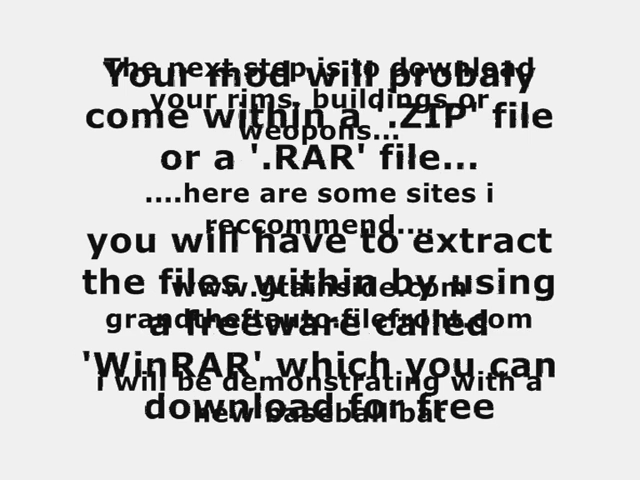 The next step is to download
your rims, buildings or
weopons...
....here are some sites i
reccommend....
www.gtainside.com
grandtheftauto.filefront.com
i will be demonstrating with a
new baseball bat
Your mod will probaly
come within a '.ZIP' file
or a '.RAR' file...
you will have to extract
the files within by using
a freeware called
'WinRAR' which you can
download for free